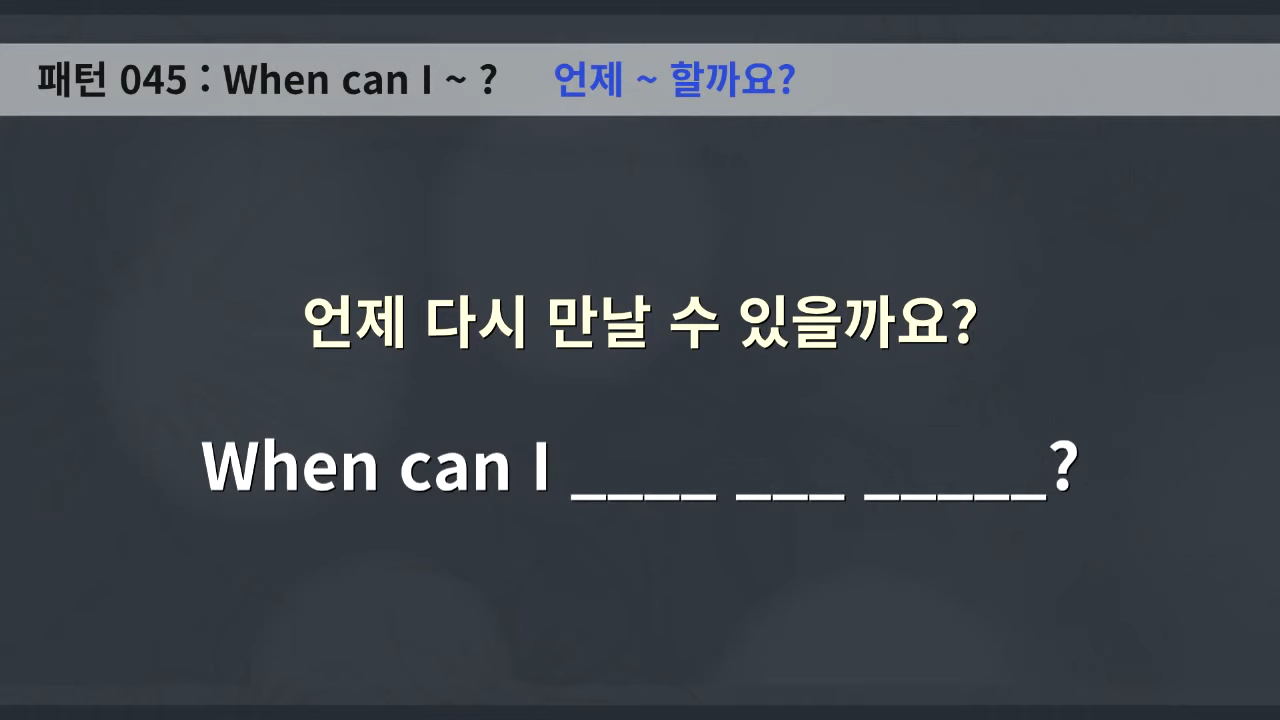 패턴 045 : When can I ~ ? 언제 ~ 할까요?
언제 다시 만날 수 있을까요?
When can I ____ ___ _____?